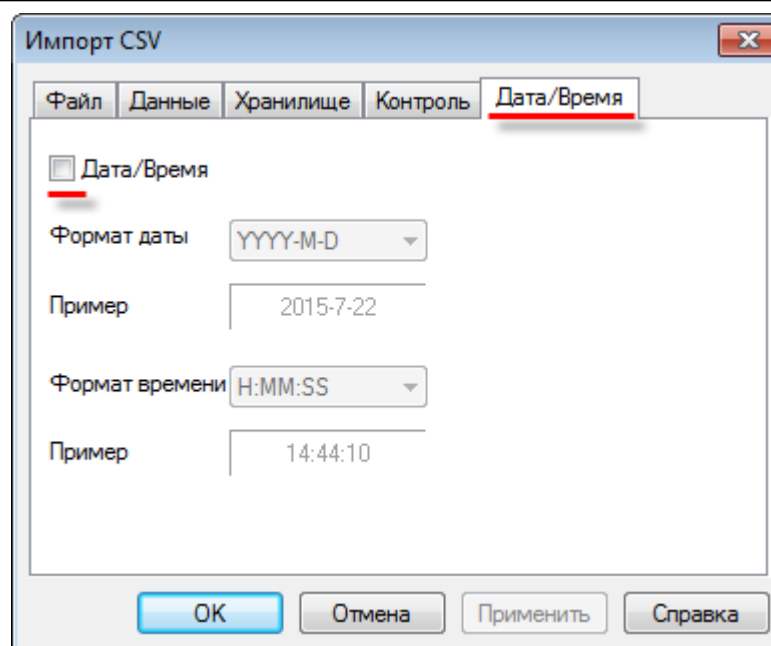 Импорт CSV
Файл Данные Хранилище Контроль Дата/Время
Дата/Время
Формат даты YYYY-M-D
Пример 2015-7-22
Формат времени H:MM:SS
Пример 14:44:10
OK Отмена Применить Справка